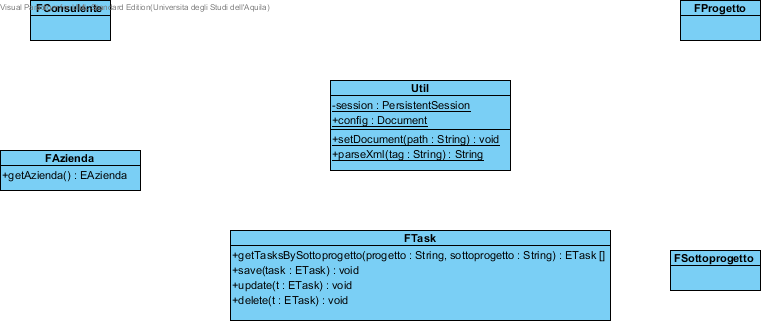 Visual Pa Standard Edition(Universita degli Studi dell'Aquila)
FConsulente
FProgetto
Util
-session : PersistentSession
+config : Document
+setDocument(path : String) : void
+parseXml(tag : String) : String
FAzienda
+getAzienda() : EAzienda
FTask
+getTasksBySottoprogetto(progetto : String, sottoprogetto : String) : ETask []
+save(task : ETask) : void
+update(t : ETask) : void
+delete(t : ETask) : void
FSottoprogetto